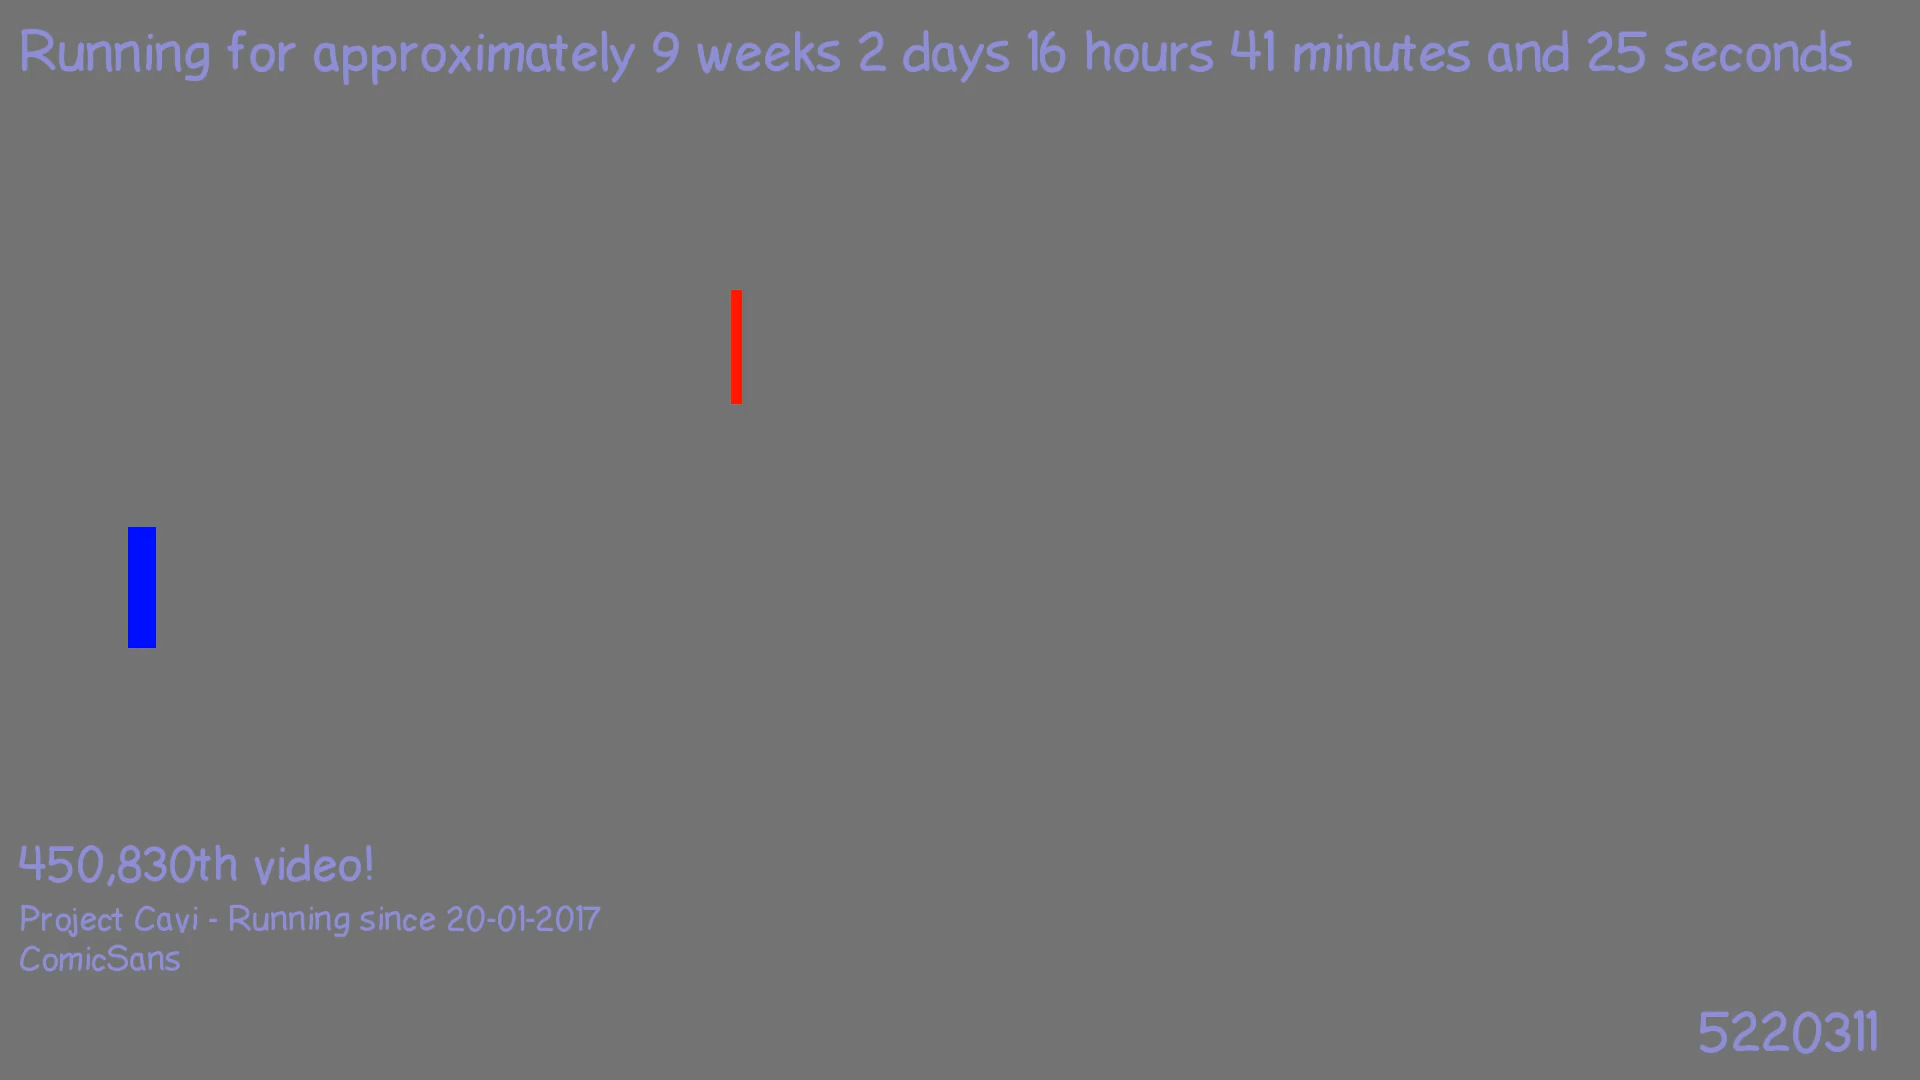 Running for approximately 9 weeks 2 days 16 hours 41 minutes and 25 seconds
450,830th video!
Project Cavi - Running since 20-01-2017
ComicSans
5220311